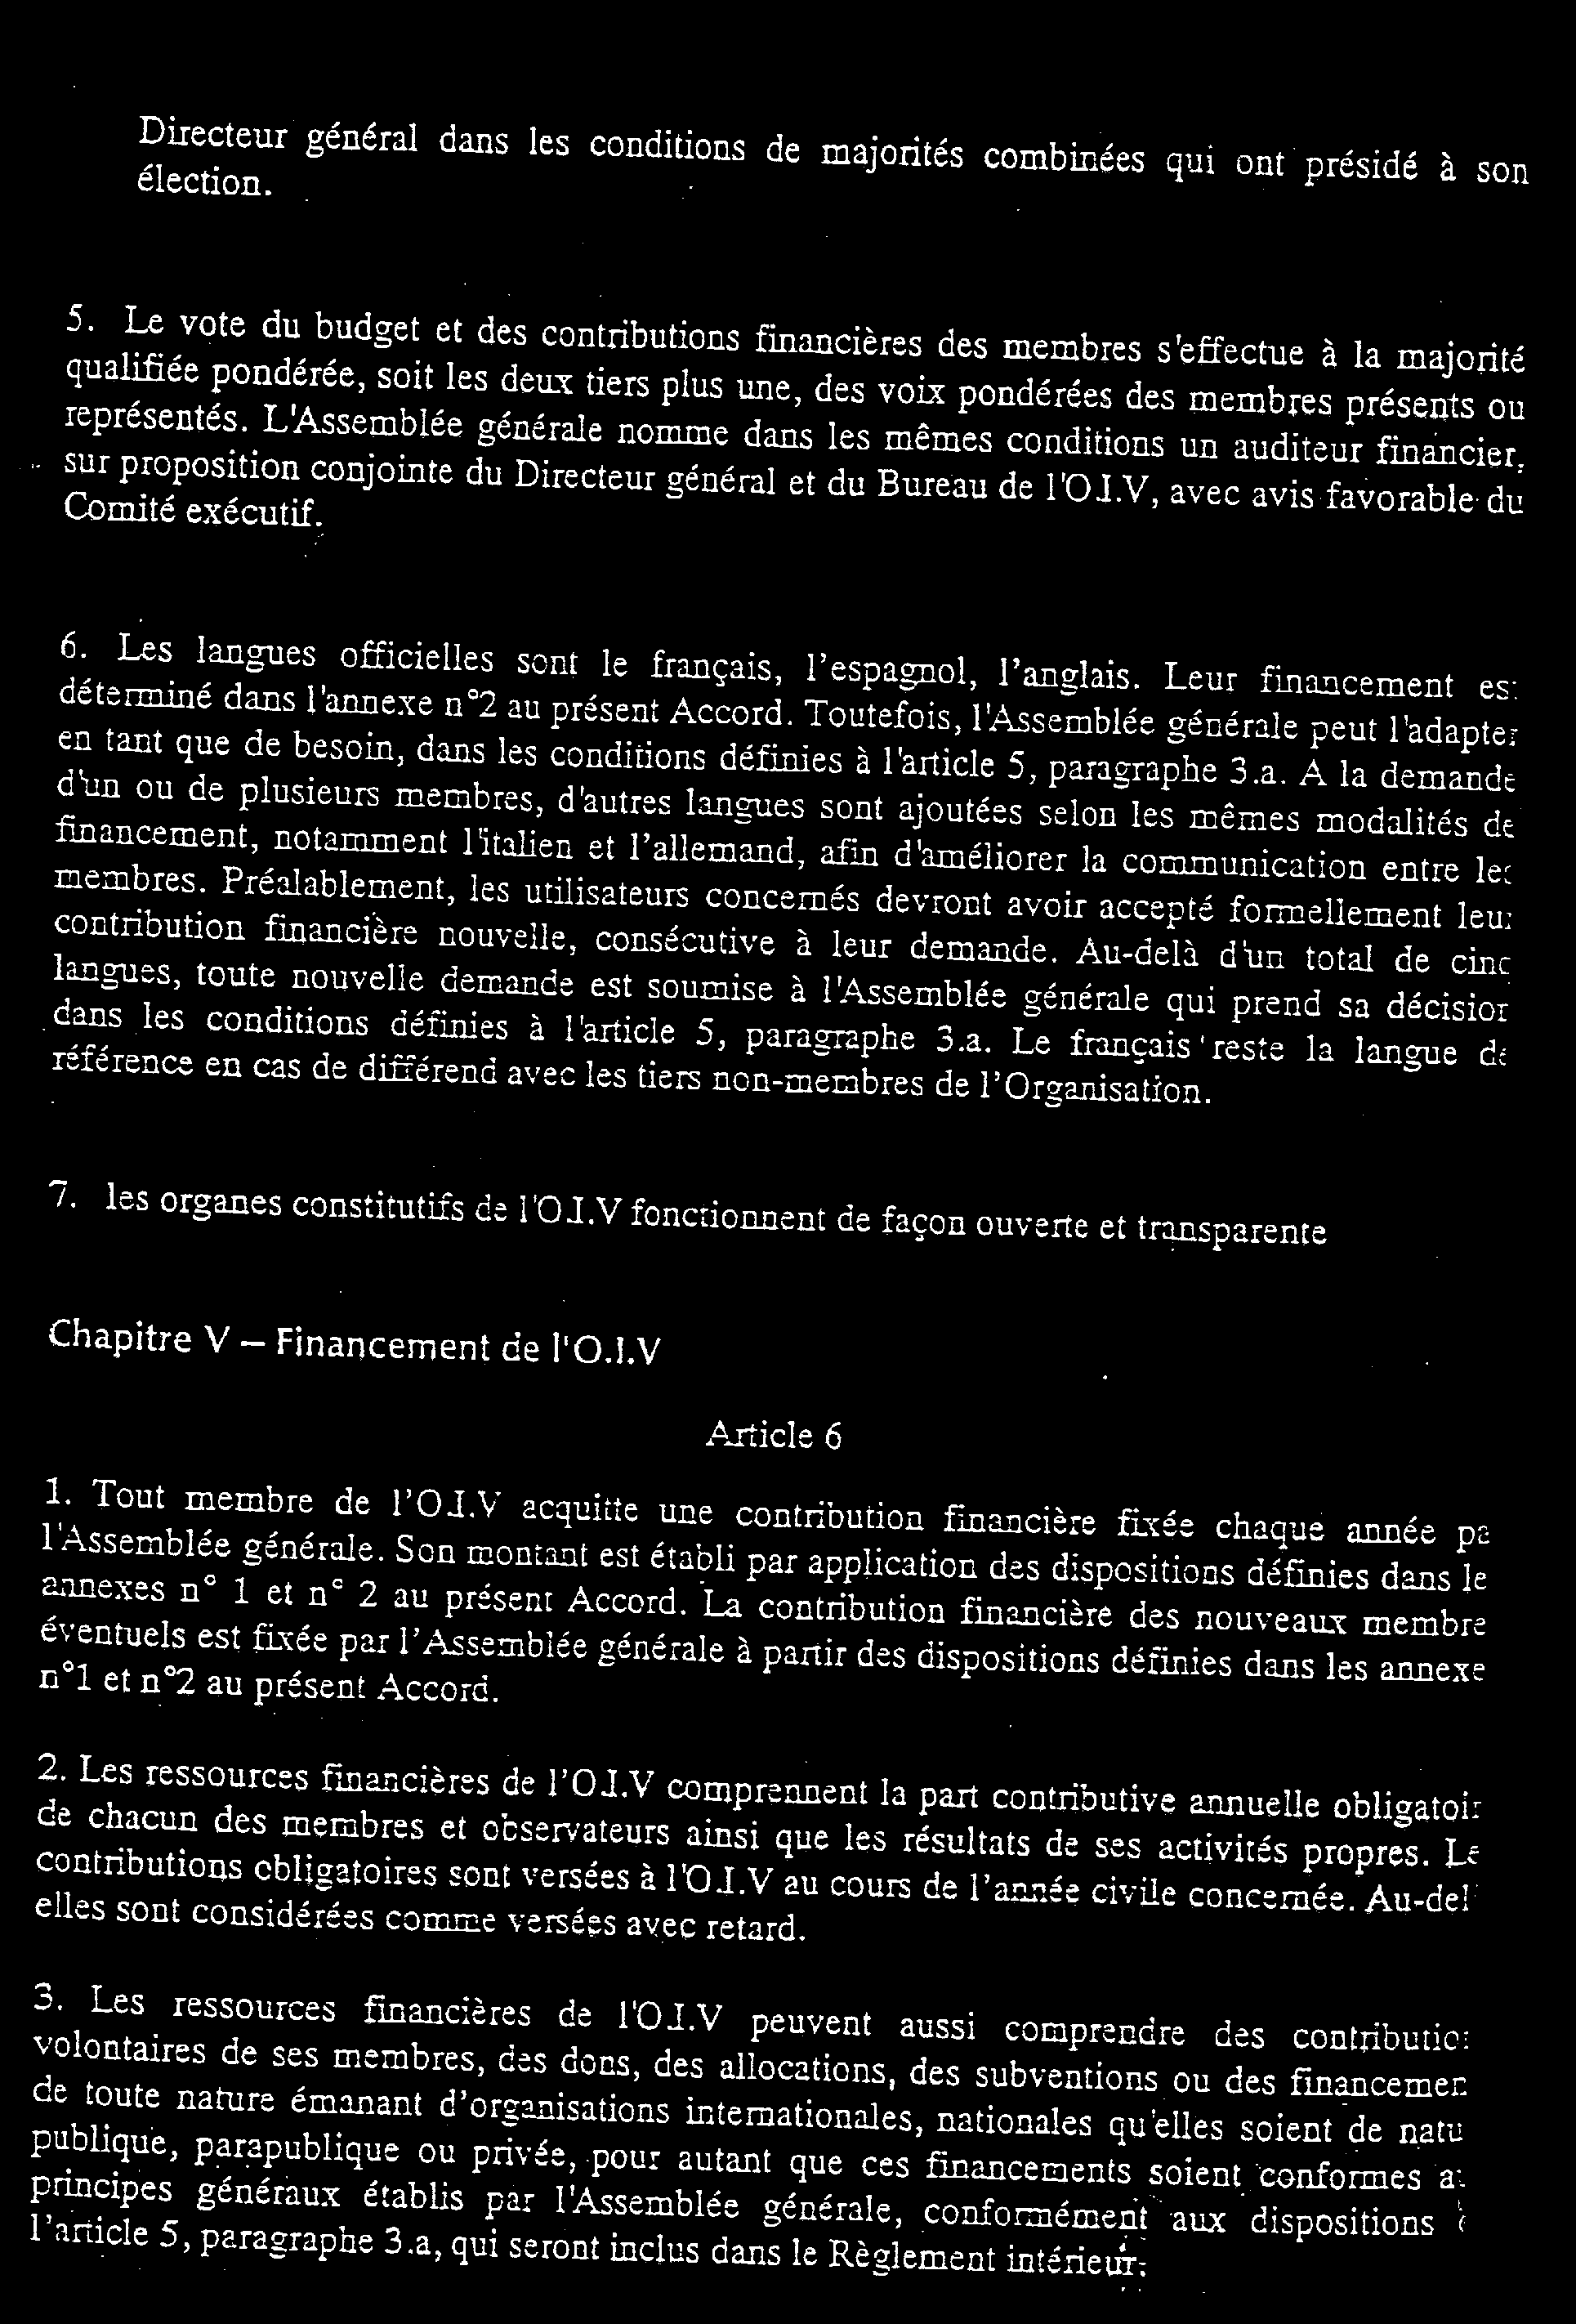 Directeur général dans les conditions de majorités combinées qui ont présidé à son
élection.
5. Le vote du budget et des contributions financières des membres s'effectue à la majorité
qualifiée pondérée, soit les deux tiers plus une, des voix pondérées des membres présents ou
représentés. L'Assemblée générale nomme dans les mêmes conditions un auditeur financier,
sur proposition conjointe du Directeur général et du Bureau de l'O.I.V, avec avis favorable du
Comité exécutif.
6. Les langues officielles sont le français, l'espagnol, l'anglais. Leur financement es
déterminé dans l'annexe n°2 au présent Accord. Toutefois, l'Assemblée générale peut l'adapter
en tant que de besoin, dans les conditions définies à l'article 5, paragraphe 3.a. A la demande
d'un ou de plusieurs membres, d'autres langues sont ajoutées selon les mêmes modalités de
financement, notamment l'italien et l'allemand, afin d'améliorer la communication entre les
membres. Préalablement, les utilisateurs concernés devront avoir accepté formellement leur
contribution financière nouvelle, consécutive à leur demande. Au-delà d'un total de cinq
langues, toute nouvelle demande est soumise à l'Assemblée générale qui prend sa décision
dans les conditions définies à l'article 5, paragraphe 3.a. Le français reste la langue de
référence en cas de différend avec les tiers non-membres de l'Organisation.
7. les organes constitutifs de l'O.I.V fonctionnent de façon ouverte et transparente
Chapitre V – Financement de l'O.I.V
Article 6
1. Tout membre de l'O.I.V acquitte une contribution financière fixée chaque année pa
l'Assemblée générale. Son montant est établi par application des dispositions définies dans le
annexes n° 1 et n° 2 au présent Accord. La contribution financière des nouveaux membre
éventuels est fixée par l'Assemblée générale à partir des dispositions définies dans les annexe
n°1 et n°2 au présent Accord.
2. Les ressources financières de l'O.I.V comprennent la part contributive annuelle obligatoir
de chacun des membres et observateurs ainsi que les résultats de ses activités propres. Le
contributions obligatoires sont versées à l'O.I.V au cours de l'année civile concernée. Au-del
elles sont considérées comme versées avec retard.
3. Les ressources financières de l'O.I.V peuvent aussi comprendre des contributio
volontaires de ses membres, des dons, des allocations, des subventions ou des financemen
de toute nature émanant d'organisations internationales, nationales qu'elles soient de natu
publique, parapublique ou privée, pour autant que ces financements soient conformes a
principes généraux établis par l'Assemblée générale, conformément aux dispositions
l'article 5, paragraphe 3.a, qui seront inclus dans le Règlement intérieur.